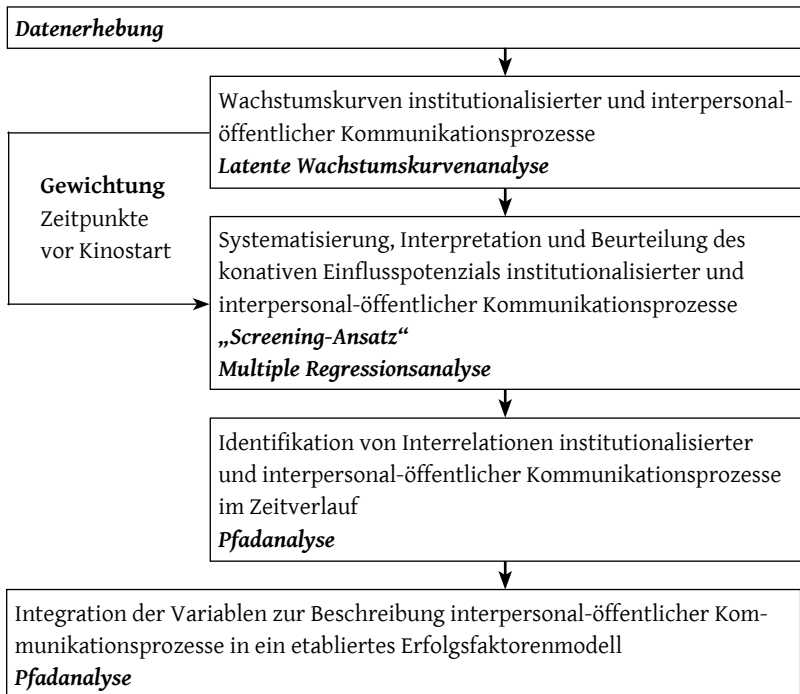 Datenerhebung
Wachstumskurven institutionalisierter und interpersonal-
öffentlicher Kommunikationsprozesse
Latente Wachstumskurvenanalyse
Gewichtung
Zeitpunkte
vor Kinostart
Systematisierung, Interpretation und Beurteilung des
konativen Einflusspotenzials institutionalisierter und
interpersonal-öffentlicher Kommunikationsprozesse
„Screening-Ansatz“
Multiple Regressionsanalyse
Identifikation von Interrelationen institutionalisierter
und interpersonal-öffentlicher Kommunikationsprozesse
im Zeitverlauf
Pfadanalyse
Integration der Variablen zur Beschreibung interpersonal-öffentlicher Kom-
munikationsprozesse in ein etabliertes Erfolgsfaktorenmodell
Pfadanalyse